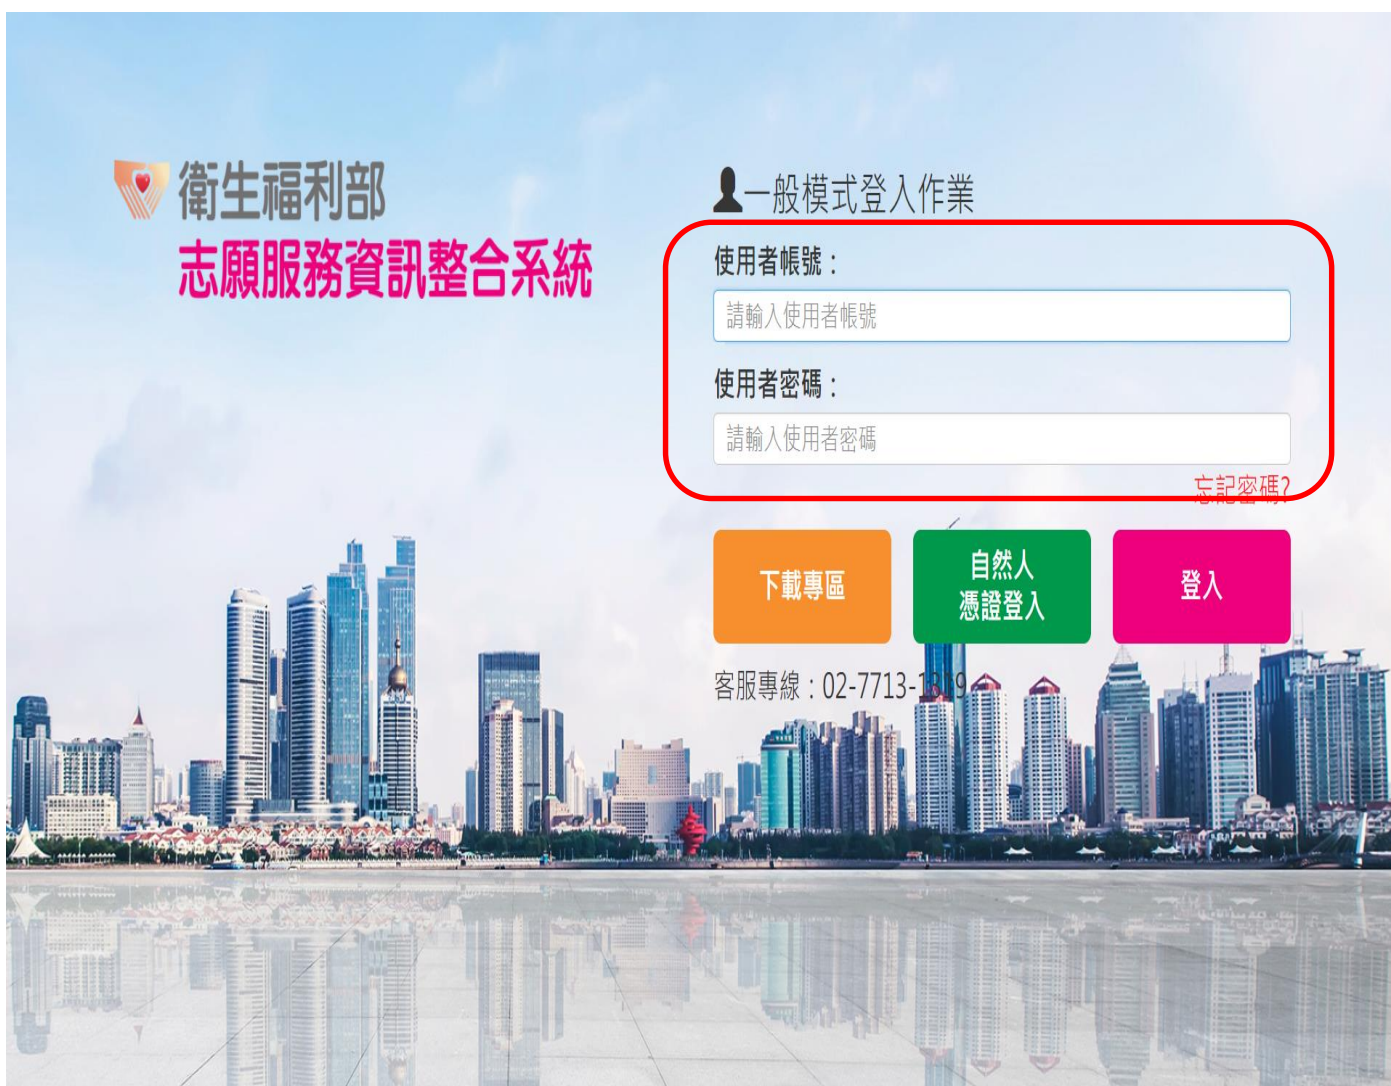 衛生福利部
志願服務資訊整合系統
一般模式登入作業
使用者帳號：
請輸入使用者帳號
使用者密碼：
請輸入使用者密碼
忘記密碼?
下載專區
自然人
憑證登入
登入
客服專線：02-7713-